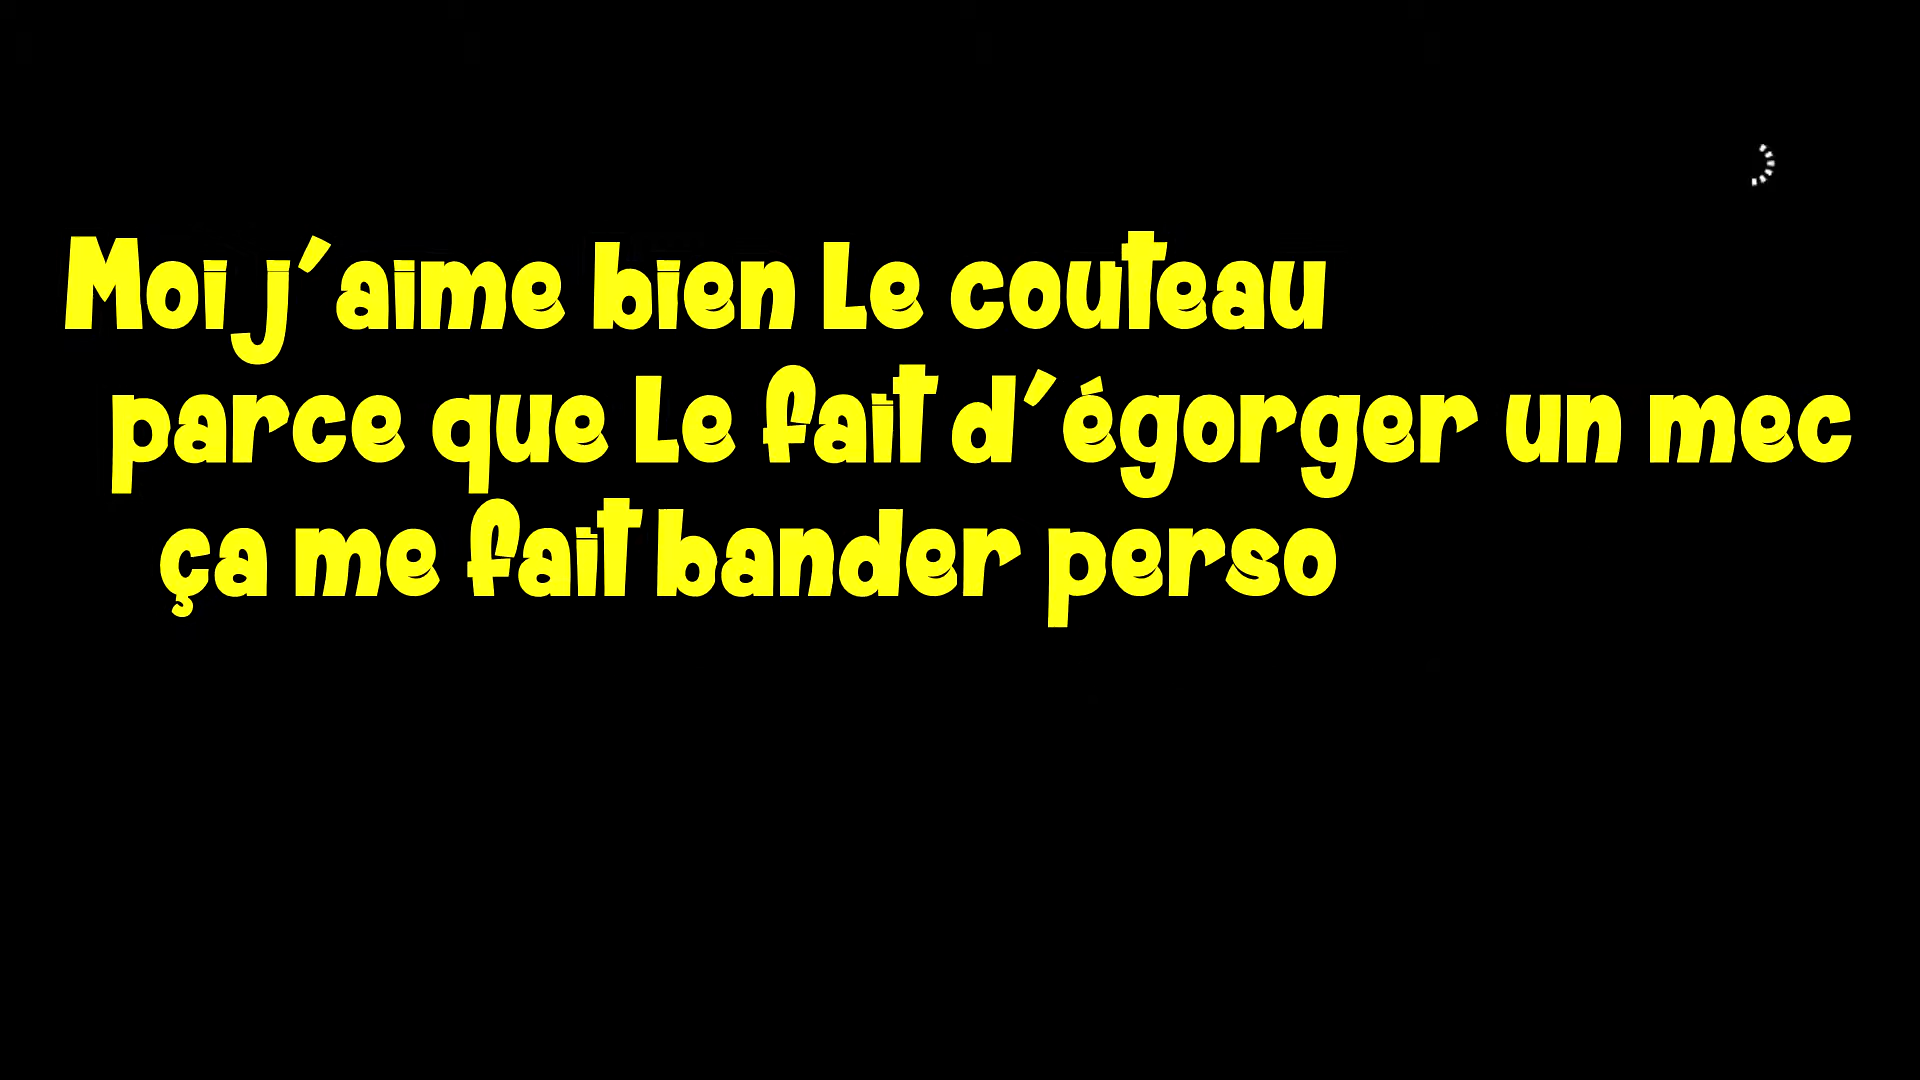 Moi j'aime bien le couteau
parce que le fait d'égorger un mec
ça me fait bander perso